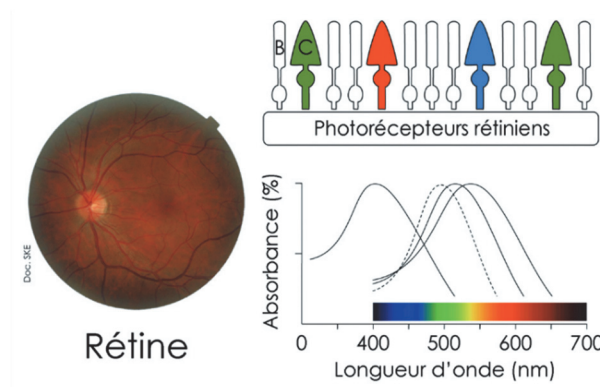 B C
Photorécepteurs rétiniens
Doc. SKE
Rétine
Absorbance (%)
0 400 500 600 700
Longueur d'onde (nm)